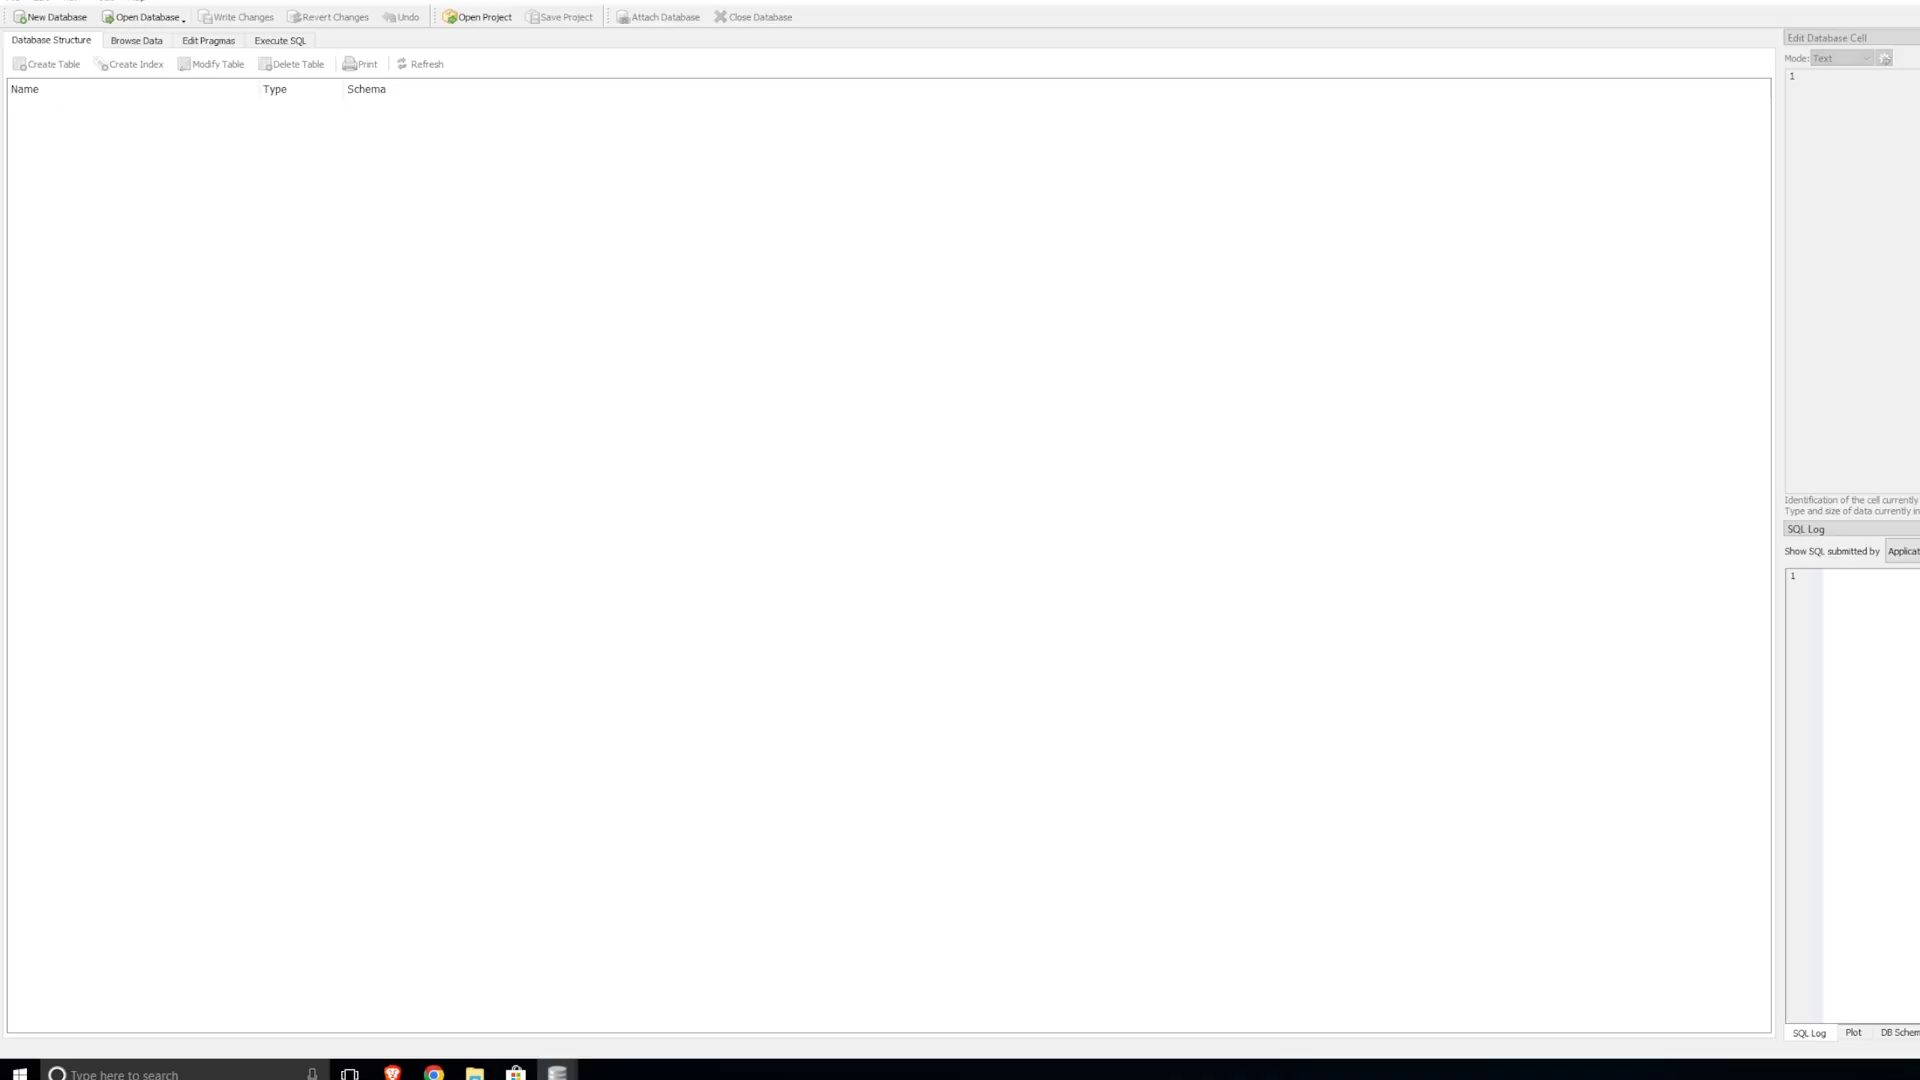 New Database Open Database Write Changes Revert Changes Undo Open Project Save Project Attach Database Close Database
Database Structure Browse Data Edit Pragmas Execute SQL
Create Table Create Index Modify Table Delete Table Print Refresh
Name Type Schema
Edit Database Cell
Mode: Text
1
Identification of the cell currently
Type and size of data currently in
SQL Log
Show SQL submitted by Applicat
1
SQL Log Plot DB Schem
Type here to search